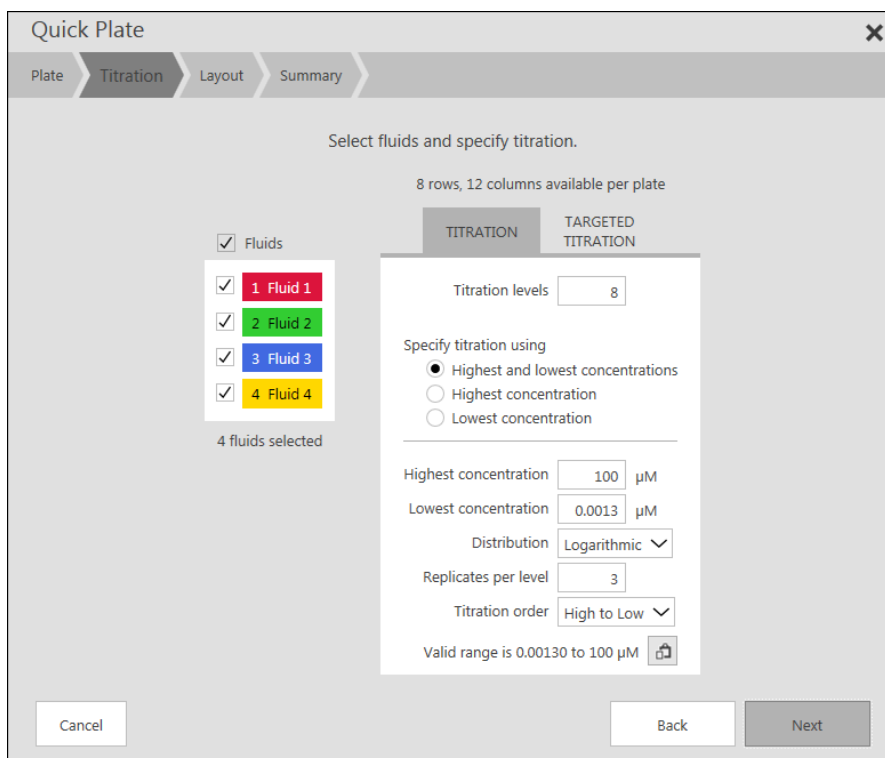 Quick Plate
Plate
Titration
Layout
Summary
Select fluids and specify titration.
8 rows, 12 columns available per plate
Fluids
1 Fluid 1
2 Fluid 2
3 Fluid 3
4 Fluid 4
4 fluids selected
TITRATION
TARGETED
TITRATION
Titration levels 8
Specify titration using
Highest and lowest concentrations
Highest concentration
Lowest concentration
Highest concentration 100 µM
Lowest concentration 0.0013 µM
Distribution Logarithmic
Replicates per level 3
Titration order High to Low
Valid range is 0.00130 to 100 µM
Cancel
Back
Next